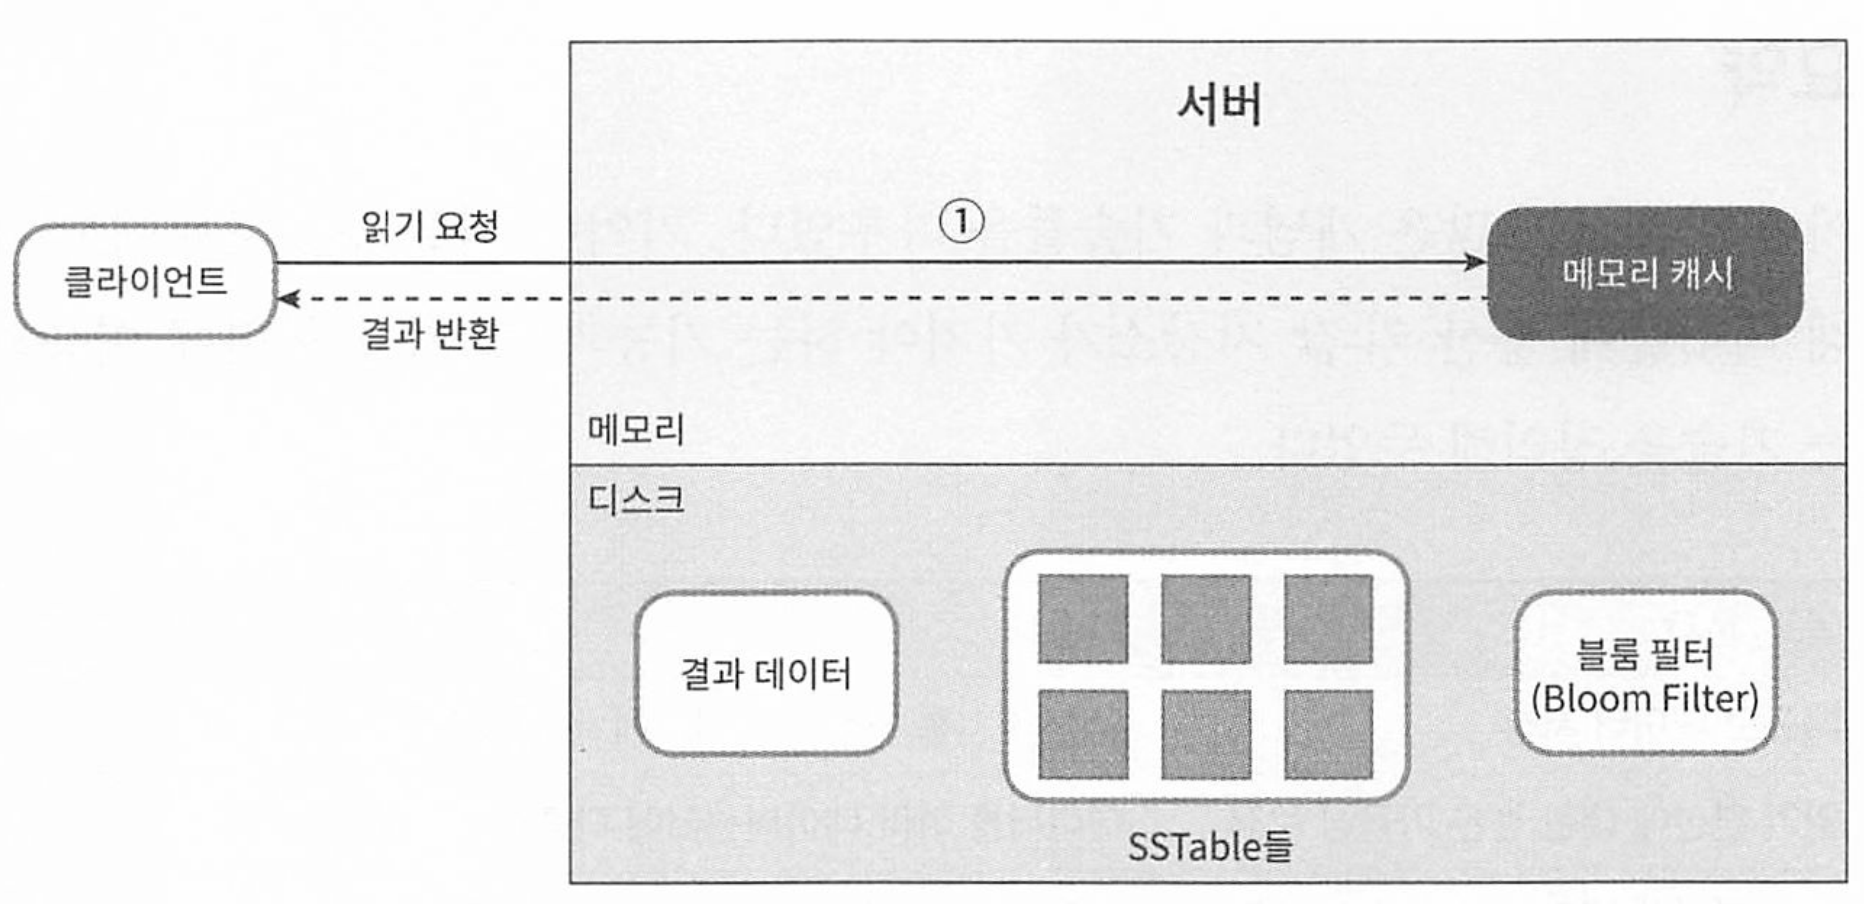 서버
읽기 요청
①
클라이언트
메모리 캐시
결과 반환
메모리
디스크
결과 데이터
블룸 필터
(Bloom Filter)
SSTable들